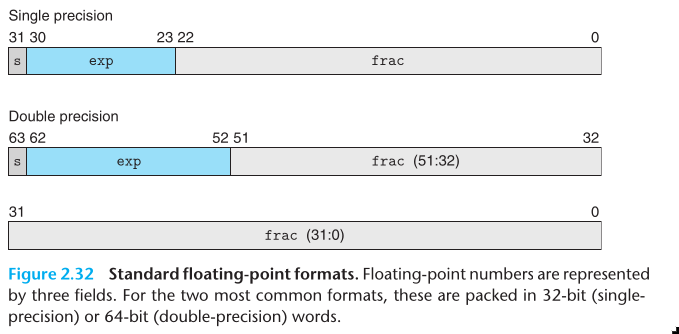 Single precision
31 30 23 22 0
s exp frac
Double precision
63 62 52 51 32
s exp frac (51:32)
31 0
frac (31:0)
Figure 2.32 Standard floating-point formats. Floating-point numbers are represented
by three fields. For the two most common formats, these are packed in 32-bit (single-
precision) or 64-bit (double-precision) words.